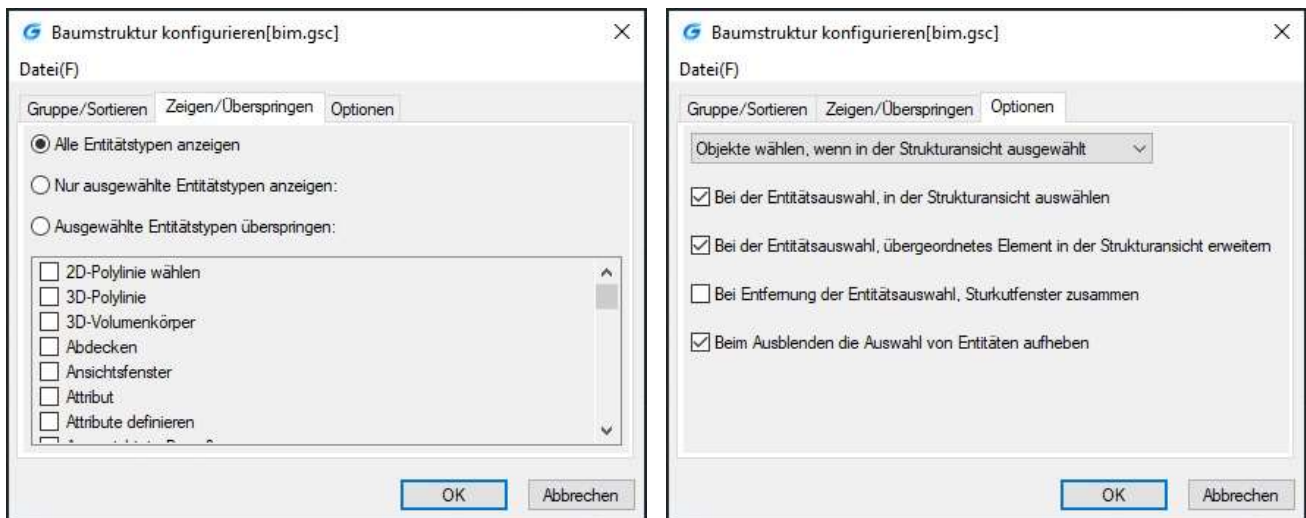 Baumstruktur konfigurieren[bim.gsc]
Datei(F)
Gruppe/Sortieren Zeigen/Überspringen Optionen
Alle Entitätstypen anzeigen
Nur ausgewählte Entitätstypen anzeigen:
Ausgewählte Entitätstypen überspringen:
2D-Polylinie wählen
3D-Polylinie
3D-Volumenkörper
Abdecken
Ansichtsfenster
Attribut
Attribute definieren
OK Abbrechen
Baumstruktur konfigurieren[bim.gsc]
Datei(F)
Gruppe/Sortieren Zeigen/Überspringen Optionen
Objekte wählen, wenn in der Strukturansicht ausgewählt
Bei der Entitätsauswahl, in der Strukturansicht auswählen
Bei der Entitätsauswahl, übergeordnetes Element in der Strukturansicht erweitern
Bei Entfernung der Entitätsauswahl, Sturkutfenster zusammen
Beim Ausblenden die Auswahl von Entitäten aufheben
OK Abbrechen